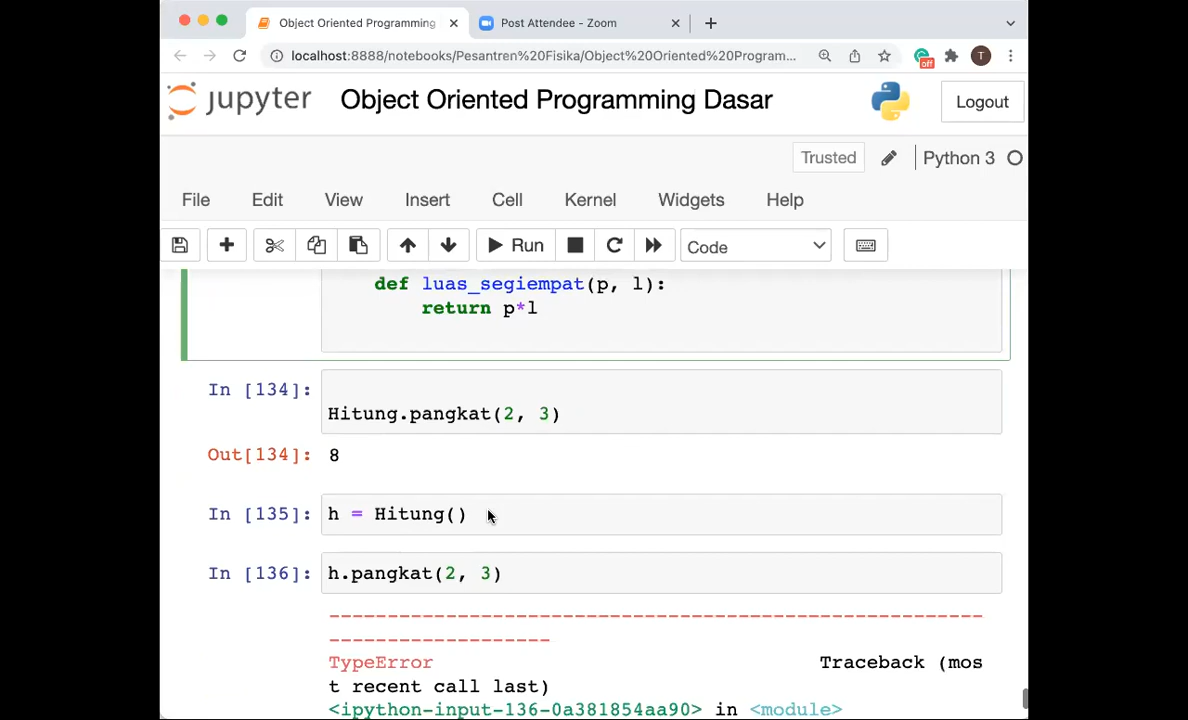 Object Oriented Programming
Post Attendee - Zoom
localhost:8888/notebooks/Pesantren%20Fisika/Object%20Oriented%20Program...
off
T
jupyter
Object Oriented Programming Dasar
Logout
Trusted
Python 3
File Edit View Insert Cell Kernel Widgets Help
Run
Code
def luas_segiempat(p, l):
return p*l
In [134]:
Hitung.pangkat(2, 3)
Out[134]: 8
In [135]: h = Hitung()
In [136]: h.pangkat(2, 3)
---------------------------------------------------------
-------------------
TypeError Traceback (mos
t recent call last)
<ipython-input-136-0a381854aa90> in <module>